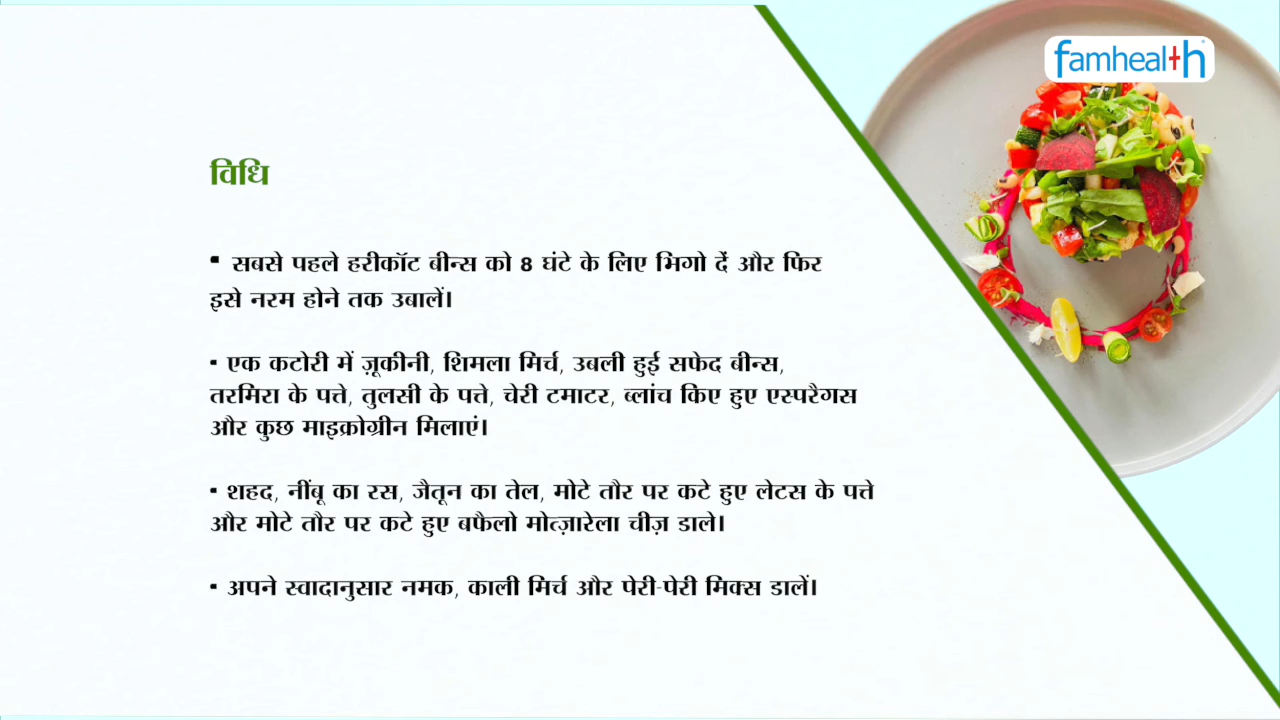 famhealth
विधि
▪ सबसे पहले हरीकॉट बीन्स को 8 घंटे के लिए भिगो दें और फिर
इसे नरम होने तक उबालें।
▪ एक कटोरी में ज़ूकीनी, शिमला मिर्च, उबली हुई सफेद बीन्स,
तरमिरा के पत्ते, तुलसी के पत्ते, चेरी टमाटर, ब्लांच किए हुए एस्परैगस
और कुछ माइक्रोग्रीन मिलाएं।
▪ शहद, नींबू का रस, जैतून का तेल, मोटे तौर पर कटे हुए लेटस के पत्ते
और मोटे तौर पर कटे हुए बफैलो मोत्ज़ारेला चीज़ डाले।
▪ अपने स्वादानुसार नमक, काली मिर्च और पेरी-पेरी मिक्स डालें।